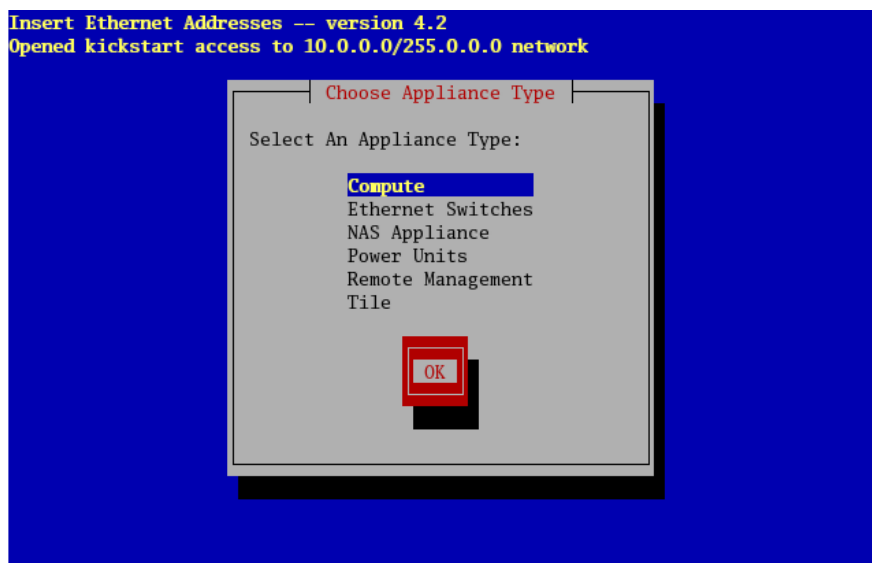 Insert Ethernet Addresses -- version 4.2
Opened kickstart access to 10.0.0.0/255.0.0.0 network
Choose Appliance Type
Select An Appliance Type:
Compute
Ethernet Switches
NAS Appliance
Power Units
Remote Management
Tile
OK